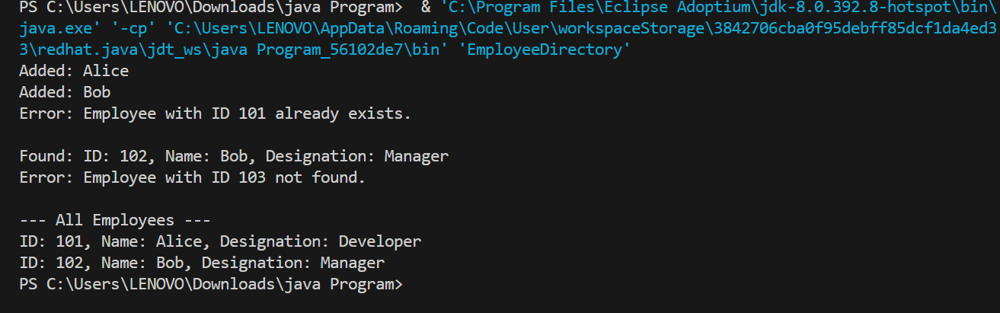 PS C:\Users\LENOVO\Downloads\java Program>  & 'C:\Program Files\Eclipse Adoptium\jdk-8.0.392.8-hotspot\bin\
java.exe' '-cp' 'C:\Users\LENOVO\AppData\Roaming\Code\User\workspaceStorage\3842706cba0f95debff85dcf1da4ed3
3\redhat.java\jdt_ws\java Program_56102de7\bin' 'EmployeeDirectory'
Added: Alice
Added: Bob
Error: Employee with ID 101 already exists.

Found: ID: 102, Name: Bob, Designation: Manager
Error: Employee with ID 103 not found.

--- All Employees ---
ID: 101, Name: Alice, Designation: Developer
ID: 102, Name: Bob, Designation: Manager
PS C:\Users\LENOVO\Downloads\java Program>